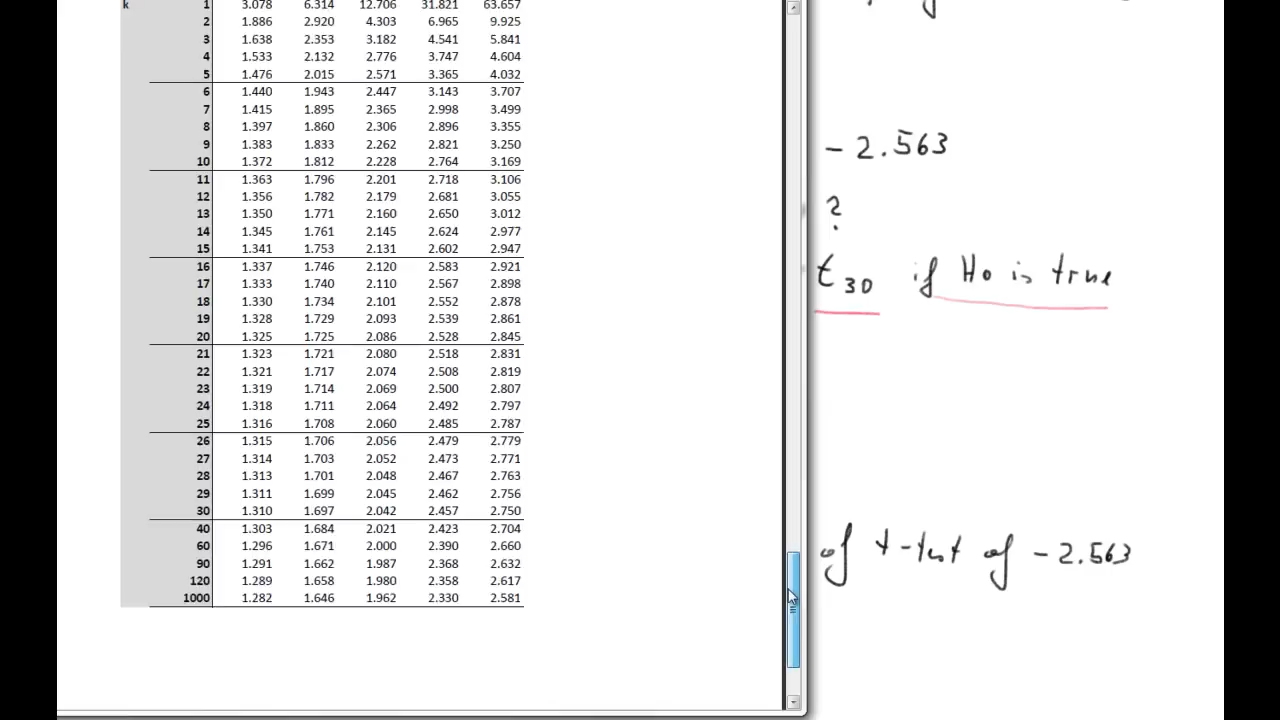 k 1 3.078 6.314 12.706 31.821 63.657
2 1.886 2.920 4.303 6.965 9.925
3 1.638 2.353 3.182 4.541 5.841
4 1.533 2.132 2.776 3.747 4.604
5 1.476 2.015 2.571 3.365 4.032
6 1.440 1.943 2.447 3.143 3.707
7 1.415 1.895 2.365 2.998 3.499
8 1.397 1.860 2.306 2.896 3.355
9 1.383 1.833 2.262 2.821 3.250
10 1.372 1.812 2.228 2.764 3.169
11 1.363 1.796 2.201 2.718 3.106
12 1.356 1.782 2.179 2.681 3.055
13 1.350 1.771 2.160 2.650 3.012
14 1.345 1.761 2.145 2.624 2.977
15 1.341 1.753 2.131 2.602 2.947
16 1.337 1.746 2.120 2.583 2.921
17 1.333 1.740 2.110 2.567 2.898
18 1.330 1.734 2.101 2.552 2.878
19 1.328 1.729 2.093 2.539 2.861
20 1.325 1.725 2.086 2.528 2.845
21 1.323 1.721 2.080 2.518 2.831
22 1.321 1.717 2.074 2.508 2.819
23 1.319 1.714 2.069 2.500 2.807
24 1.318 1.711 2.064 2.492 2.797
25 1.316 1.708 2.060 2.485 2.787
26 1.315 1.706 2.056 2.479 2.779
27 1.314 1.703 2.052 2.473 2.771
28 1.313 1.701 2.048 2.467 2.763
29 1.311 1.699 2.045 2.462 2.756
30 1.310 1.697 2.042 2.457 2.750
40 1.303 1.684 2.021 2.423 2.704
60 1.296 1.671 2.000 2.390 2.660
90 1.291 1.662 1.987 2.368 2.632
120 1.289 1.658 1.980 2.358 2.617
1000 1.282 1.646 1.962 2.330 2.581
- 2.563
?
t30 if H0 is true
of t-test of - 2.563